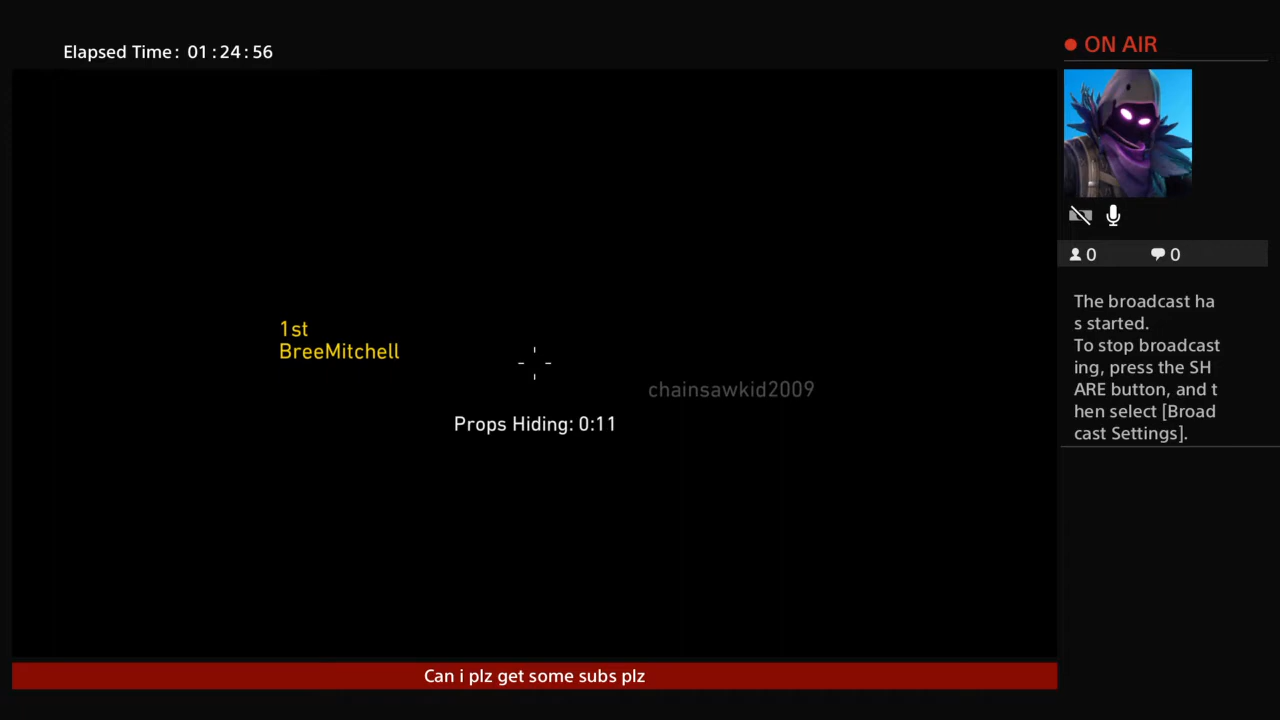 Elapsed Time: 01:24:56
ON AIR
0 0
1st
BreeMitchell
chainsawkid2009
Props Hiding: 0:11
The broadcast ha
s started.
To stop broadcast
ing, press the SH
ARE button, and t
hen select [Broad
cast Settings].
Can i plz get some subs plz